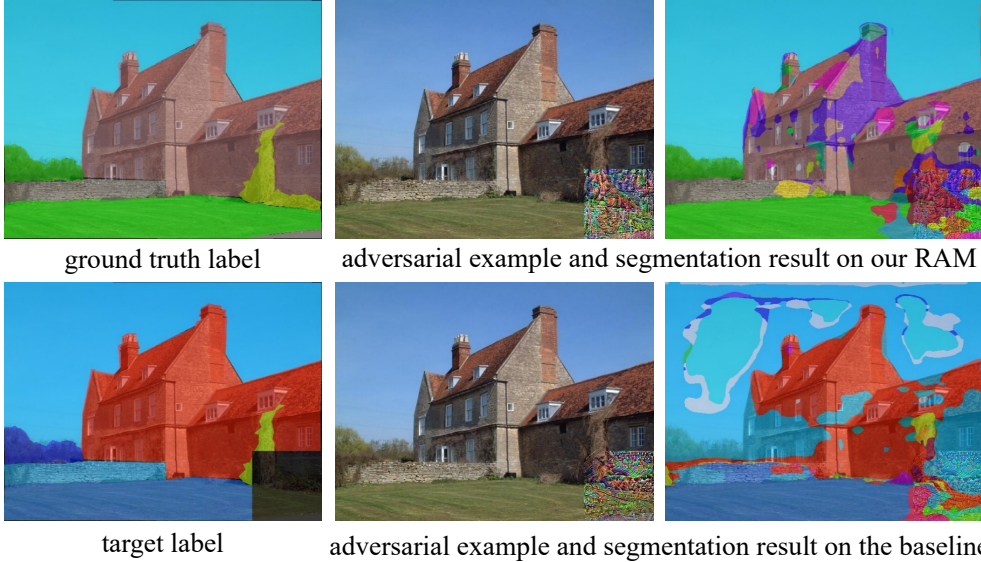 ground truth label
adversarial example and segmentation result on our RAM
target label
adversarial example and segmentation result on the baseline